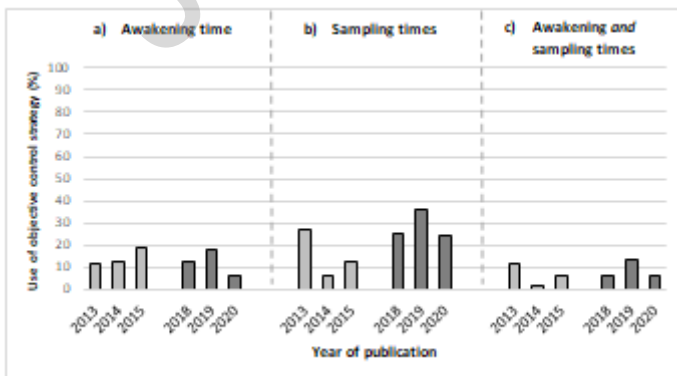 a) Awakening time
b) Sampling times
c) Awakening and
sampling times
Use of objective control strategy (%)
100
90
80
70
60
50
40
30
20
10
0
2013 2014 2015 2018 2019 2020
2013 2014 2015 2018 2019 2020
2013 2014 2015 2018 2019 2020
Year of publication